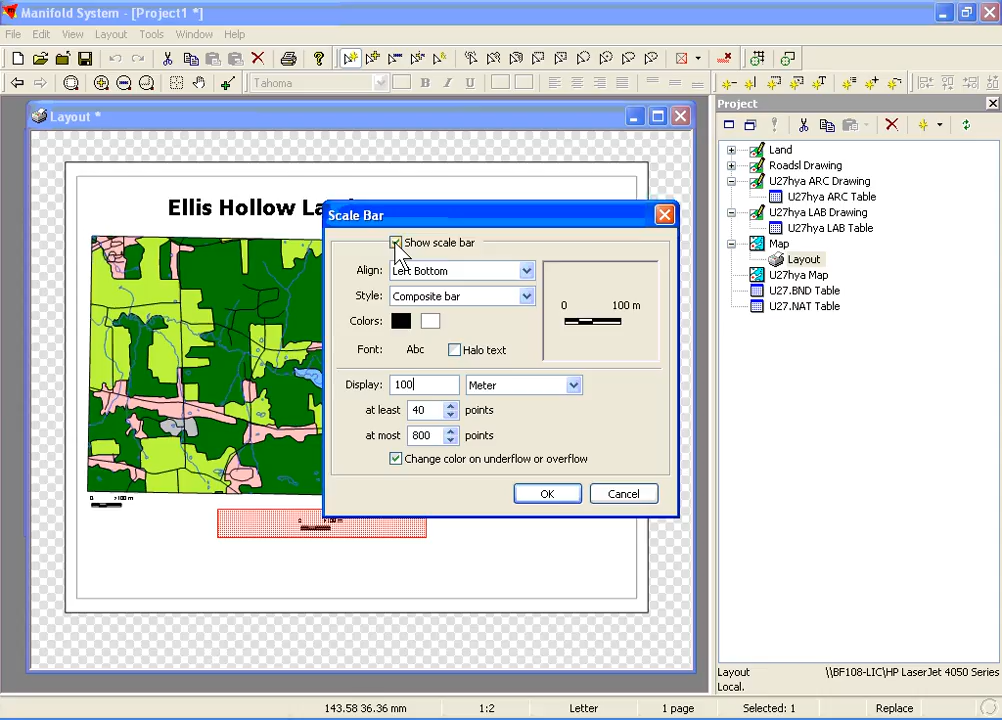 Manifold System - [Project1 *]
File Edit View Layout Tools Window Help
Tahoma
B I U
Layout *
Project
Land
Roadsl Drawing
U27hya ARC Drawing
U27hya ARC Table
U27hya LAB Drawing
U27hya LAB Table
Map
Layout
U27hya Map
U27.BND Table
U27.NAT Table
Ellis Hollow La
Scale Bar
Show scale bar
Align: Left Bottom
Style: Composite bar
Colors:
Font: Abc Halo text
0 100 m
Display: 100 Meter
at least 40 points
at most 800 points
Change color on underflow or overflow
OK Cancel
Layout \\BF108-LIC\HP LaserJet 4050 Series
Local.
143.58 36.36 mm 1:2 Letter 1 page Selected: 1 Replace